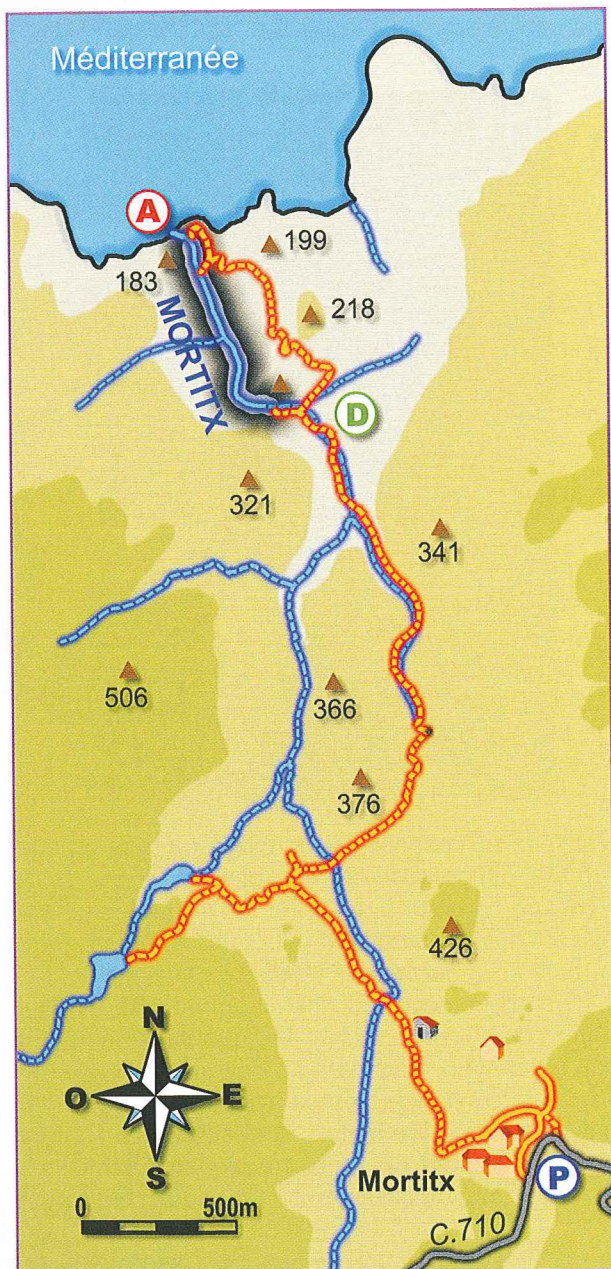 Méditerranée
A
199
183
218
MORTITX
D
321
341
506
366
376
426
N
O
E
S
0
500m
Mortitx
P
C.710